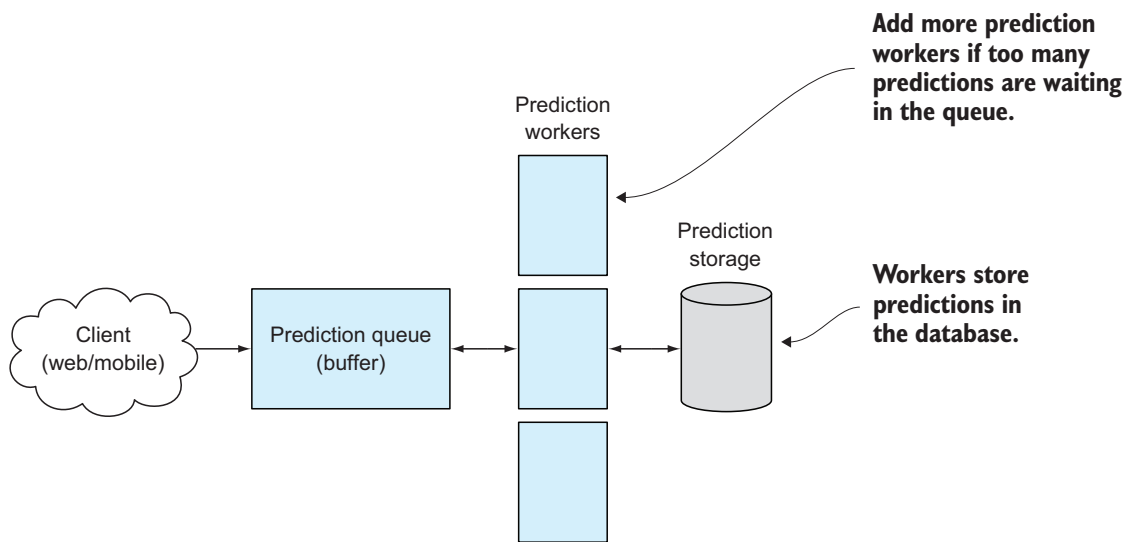 Add more prediction
workers if too many
predictions are waiting
in the queue.
Prediction
workers
Prediction
storage
Workers store
predictions in
the database.
Client
(web/mobile)
Prediction queue
(buffer)